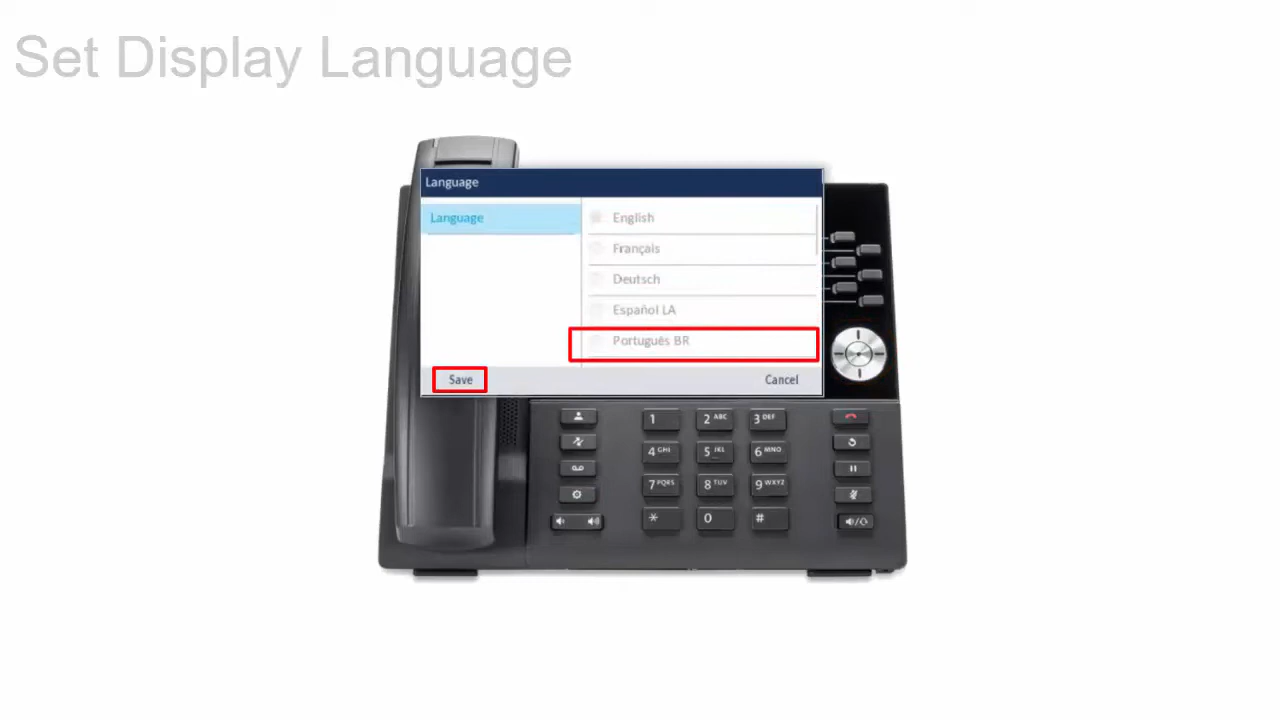 Set Display Language
Language
Language
English
Français
Deutsch
Español LA
Português BR
Save
Cancel
1 2 ABC 3 DEF
4 GHI 5 JKL 6 MNO
7 PQRS 8 TUV 9 WXYZ
* 0 #